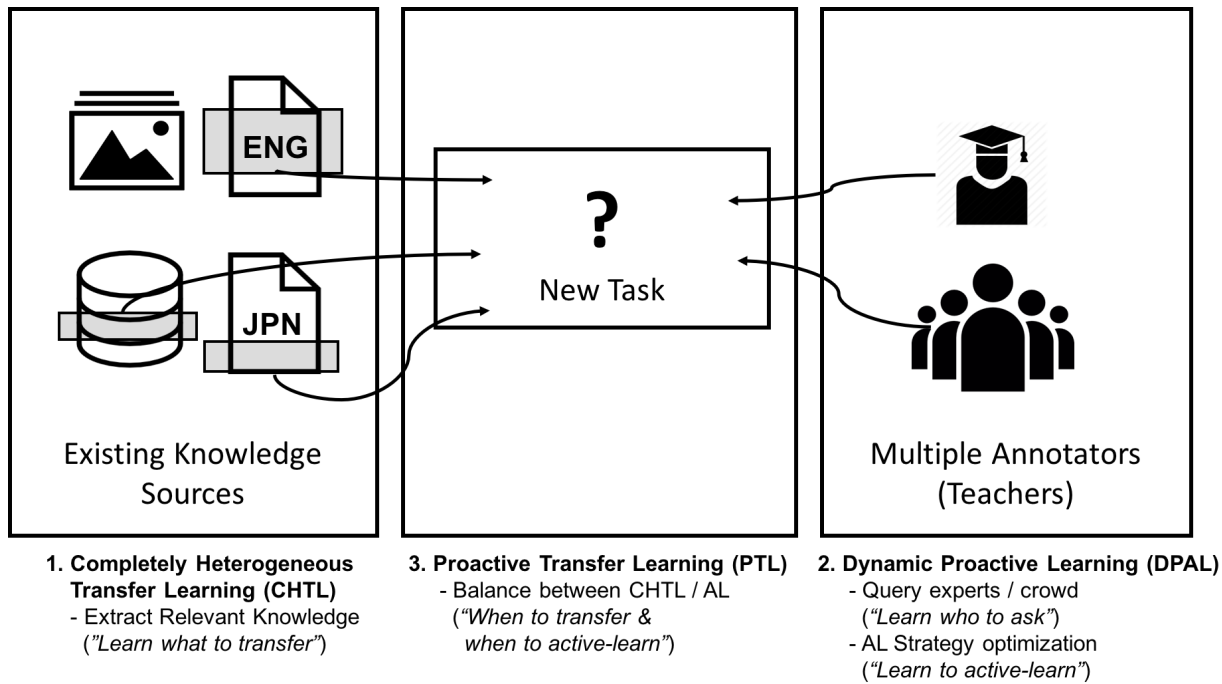 ENG
JPN
Existing Knowledge
Sources
?
New Task
Multiple Annotators
(Teachers)
1. Completely Heterogeneous
Transfer Learning (CHTL)
- Extract Relevant Knowledge
(”Learn what to transfer”)
3. Proactive Transfer Learning (PTL)
- Balance between CHTL / AL
(“When to transfer &
when to active-learn”)
2. Dynamic Proactive Learning (DPAL)
- Query experts / crowd
(“Learn who to ask”)
- AL Strategy optimization
(“Learn to active-learn”)